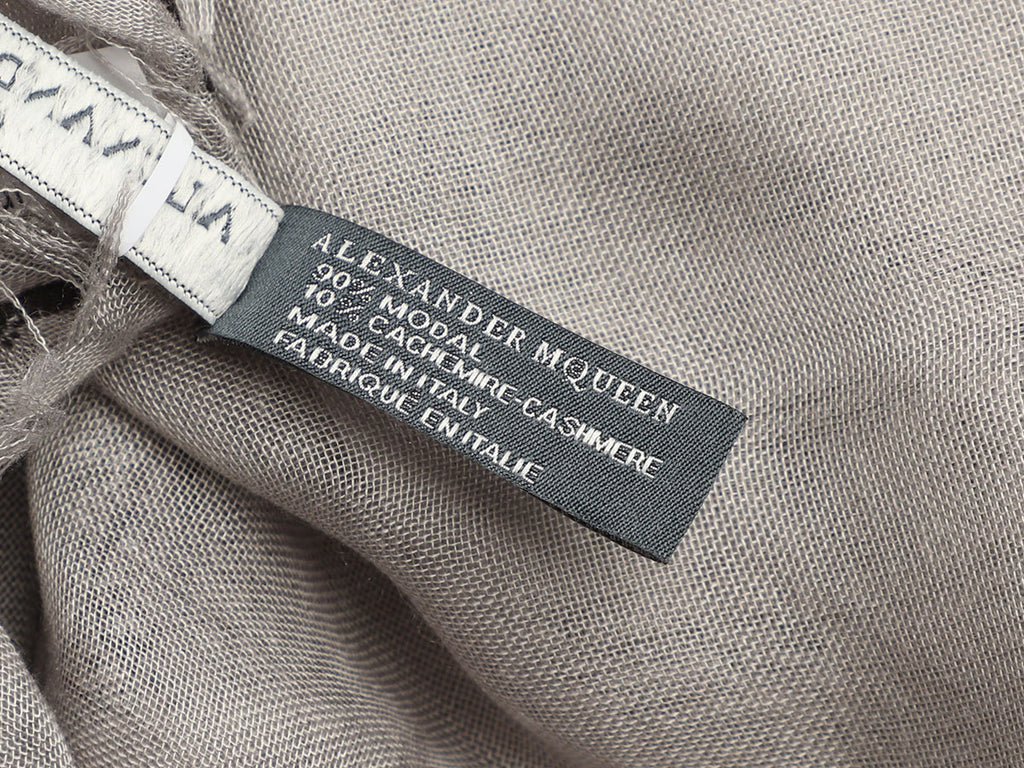 ALEXANDER MQUEEN
90% MODAL
10% CACHEMIRE-CASHMERE
MADE IN ITALY
FABRIQUE EN ITALIE